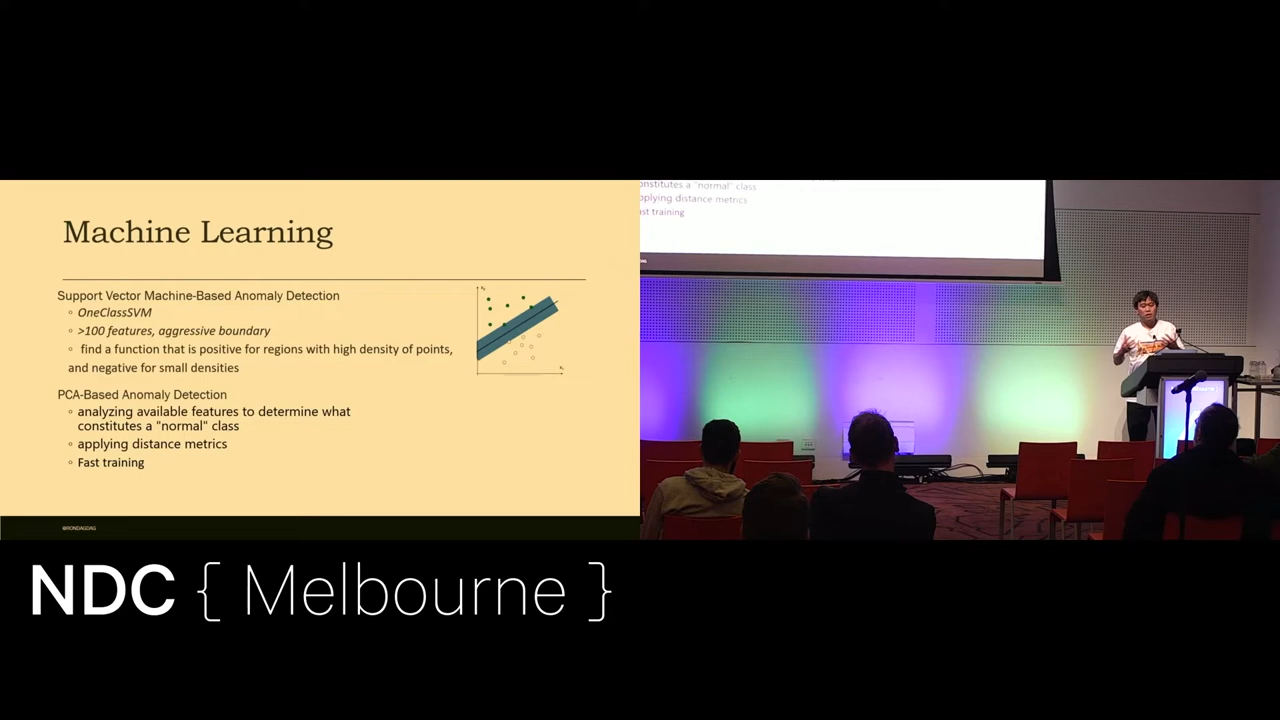 Machine Learning
Support Vector Machine-Based Anomaly Detection
◦ OneClassSVM
◦ >100 features, aggressive boundary
◦ find a function that is positive for regions with high density of points,
and negative for small densities
PCA-Based Anomaly Detection
◦ analyzing available features to determine what
constitutes a "normal" class
◦ applying distance metrics
◦ Fast training
@RONDAGDAG
onstitutes a "normal" class
pplying distance metrics
st training
NDC { Melbourne }